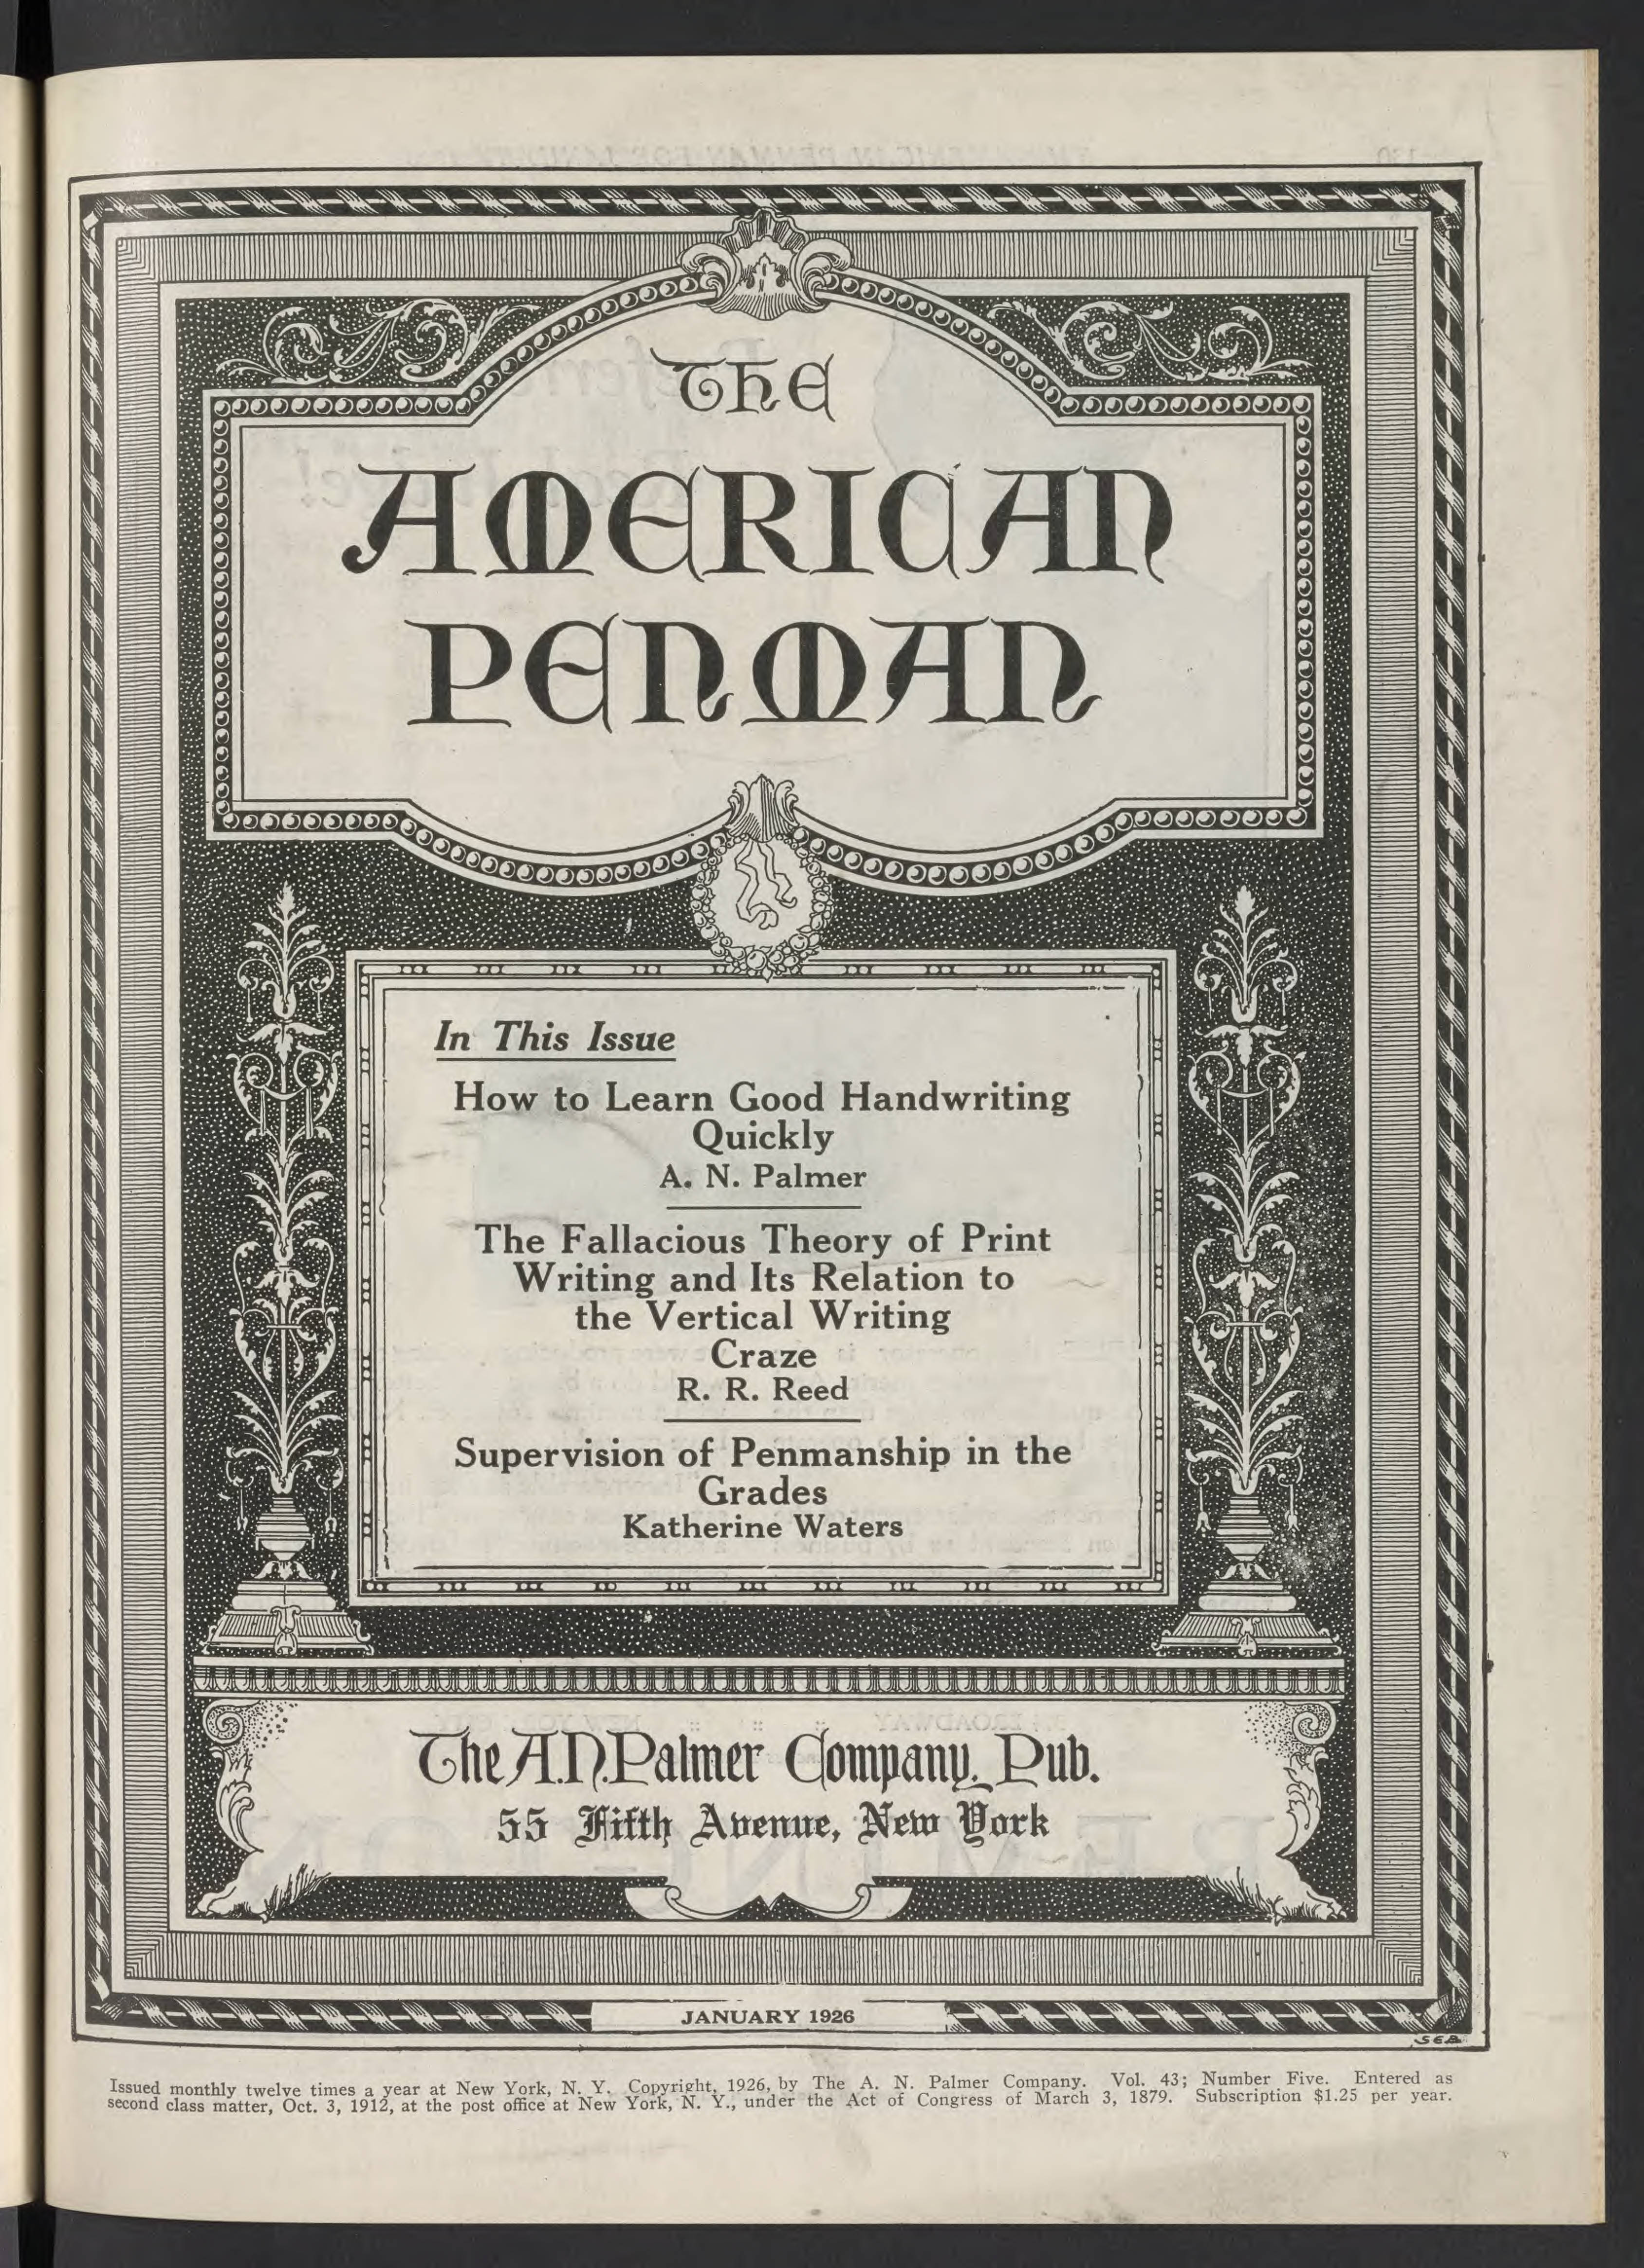 THE
AMERICAN
PENMAN
In This Issue
How to Learn Good Handwriting
Quickly
A. N. Palmer
The Fallacious Theory of Print
Writing and Its Relation to
the Vertical Writing
Craze
R. R. Reed
Supervision of Penmanship in the
Grades
Katherine Waters
The A.N. Palmer Company, Pub.
55 Fifth Avenue, New York
JANUARY 1926
SEB
Issued monthly twelve times a year at New York, N. Y. Copyright, 1926, by The A. N. Palmer Company. Vol. 43; Number Five. Entered as
second class matter, Oct. 3, 1912, at the post office at New York, N. Y., under the Act of Congress of March 3, 1879. Subscription $1.25 per year.